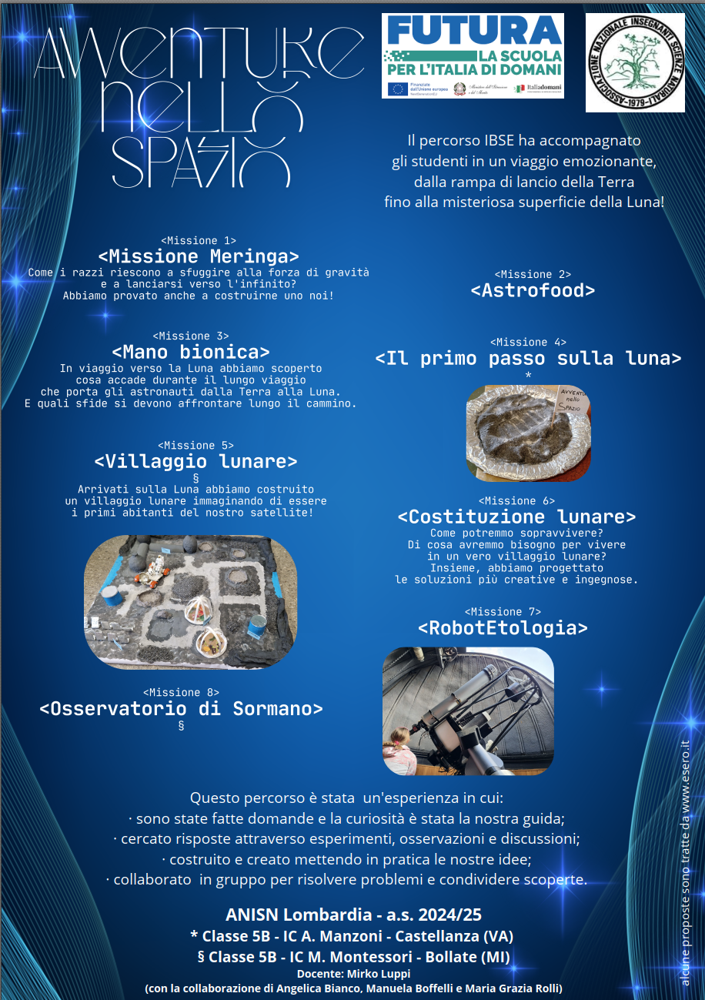 AVVENTURE
NELLO
SPAZIO
FUTURA
LA SCUOLA
PER L'ITALIA DI DOMANI
Finanziato
dall'Unione europea
NextGenerationEU
Ministero dell'Istruzione
e del Merito
Italiadomani
ASSOCIAZIONE NAZIONALE INSEGNANTI SCIENZE NATURALI
-1979-
Il percorso IBSE ha accompagnato
gli studenti in un viaggio emozionante,
dalla rampa di lancio della Terra
fino alla misteriosa superficie della Luna!
<Missione 1>
<Missione Meringa>
Come i razzi riescono a sfuggire alla forza di gravità
e a lanciarsi verso l'infinito?
Abbiamo provato anche a costruirne uno noi!
<Missione 2>
<Astrofood>
<Missione 3>
<Mano bionica>
In viaggio verso la Luna abbiamo scoperto
cosa accade durante il lungo viaggio
che porta gli astronauti dalla Terra alla Luna.
E quali sfide si devono affrontare lungo il cammino.
<Missione 4>
<Il primo passo sulla luna>
*
AVVENTU
nello
SPAZIO
<Missione 5>
<Villaggio lunare>
§
Arrivati sulla Luna abbiamo costruito
un villaggio lunare immaginando di essere
i primi abitanti del nostro satellite!
<Missione 6>
<Costituzione lunare>
Come potremmo sopravvivere?
Di cosa avremmo bisogno per vivere
in un vero villaggio lunare?
Insieme, abbiamo progettato
le soluzioni più creative e ingegnose.
<Missione 7>
<RobotEtologia>
<Missione 8>
<Osservatorio di Sormano>
§
Questo percorso è stata  un'esperienza in cui:
· sono state fatte domande e la curiosità è stata la nostra guida;
· cercato risposte attraverso esperimenti, osservazioni e discussioni;
· costruito e creato mettendo in pratica le nostre idee;
· collaborato  in gruppo per risolvere problemi e condividere scoperte.
ANISN Lombardia - a.s. 2024/25
* Classe 5B - IC A. Manzoni - Castellanza (VA)
§ Classe 5B - IC M. Montessori - Bollate (MI)
Docente: Mirko Luppi
(con la collaborazione di Angelica Bianco, Manuela Boffelli e Maria Grazia Rolli)
alcune proposte sono tratte da www.esero.it